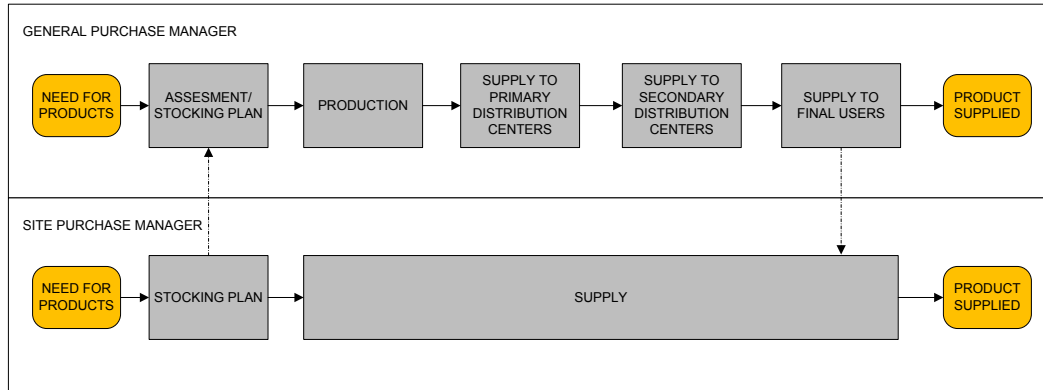 GENERAL PURCHASE MANAGER
NEED FOR
PRODUCTS
ASSESMENT/
STOCKING PLAN
PRODUCTION
SUPPLY TO
PRIMARY
DISTRIBUTION
CENTERS
SUPPLY TO
SECONDARY
DISTRIBUTION
CENTERS
SUPPLY TO
FINAL USERS
PRODUCT
SUPPLIED
SITE PURCHASE MANAGER
NEED FOR
PRODUCTS
STOCKING PLAN
SUPPLY
PRODUCT
SUPPLIED